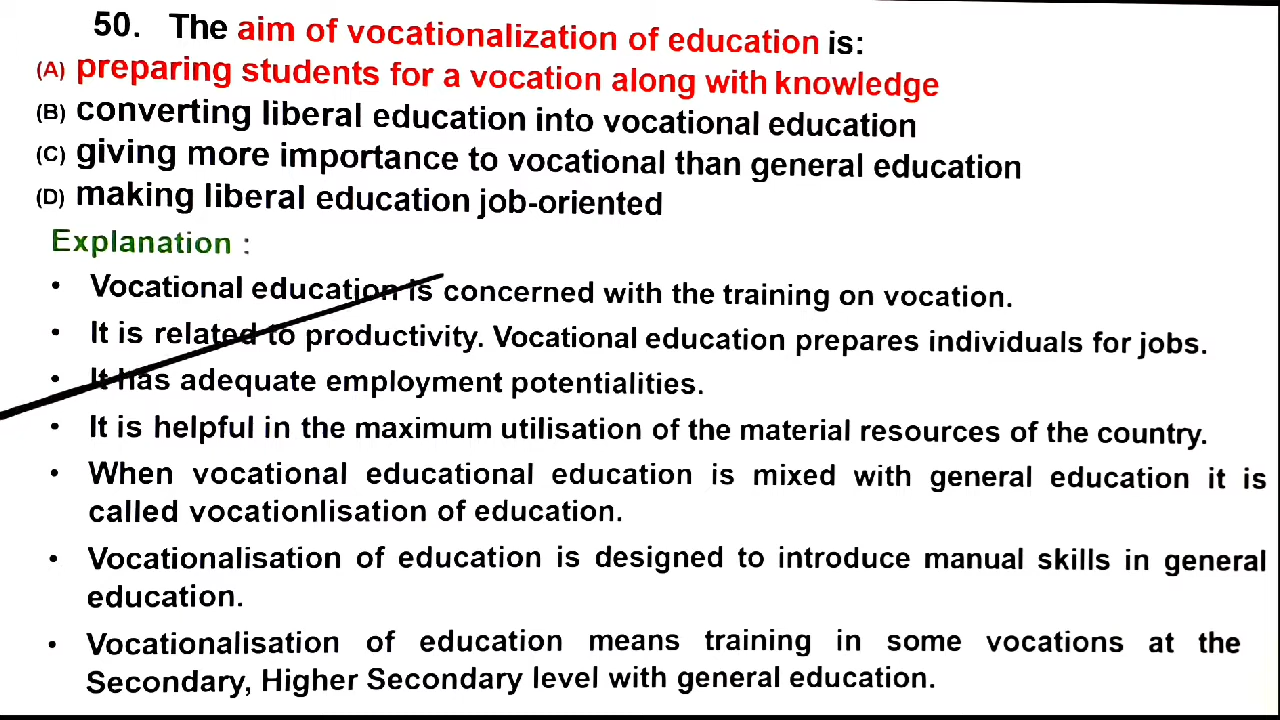 50. The aim of vocationalization of education is:
(A) preparing students for a vocation along with knowledge
(B) converting liberal education into vocational education
(C) giving more importance to vocational than general education
(D) making liberal education job-oriented
Explanation :
• Vocational education is concerned with the training on vocation.
• It is related to productivity. Vocational education prepares individuals for jobs.
• It has adequate employment potentialities.
• It is helpful in the maximum utilisation of the material resources of the country.
• When vocational educational education is mixed with general education it is
called vocationlisation of education.
• Vocationalisation of education is designed to introduce manual skills in general
education.
• Vocationalisation of education means training in some vocations at the
Secondary, Higher Secondary level with general education.